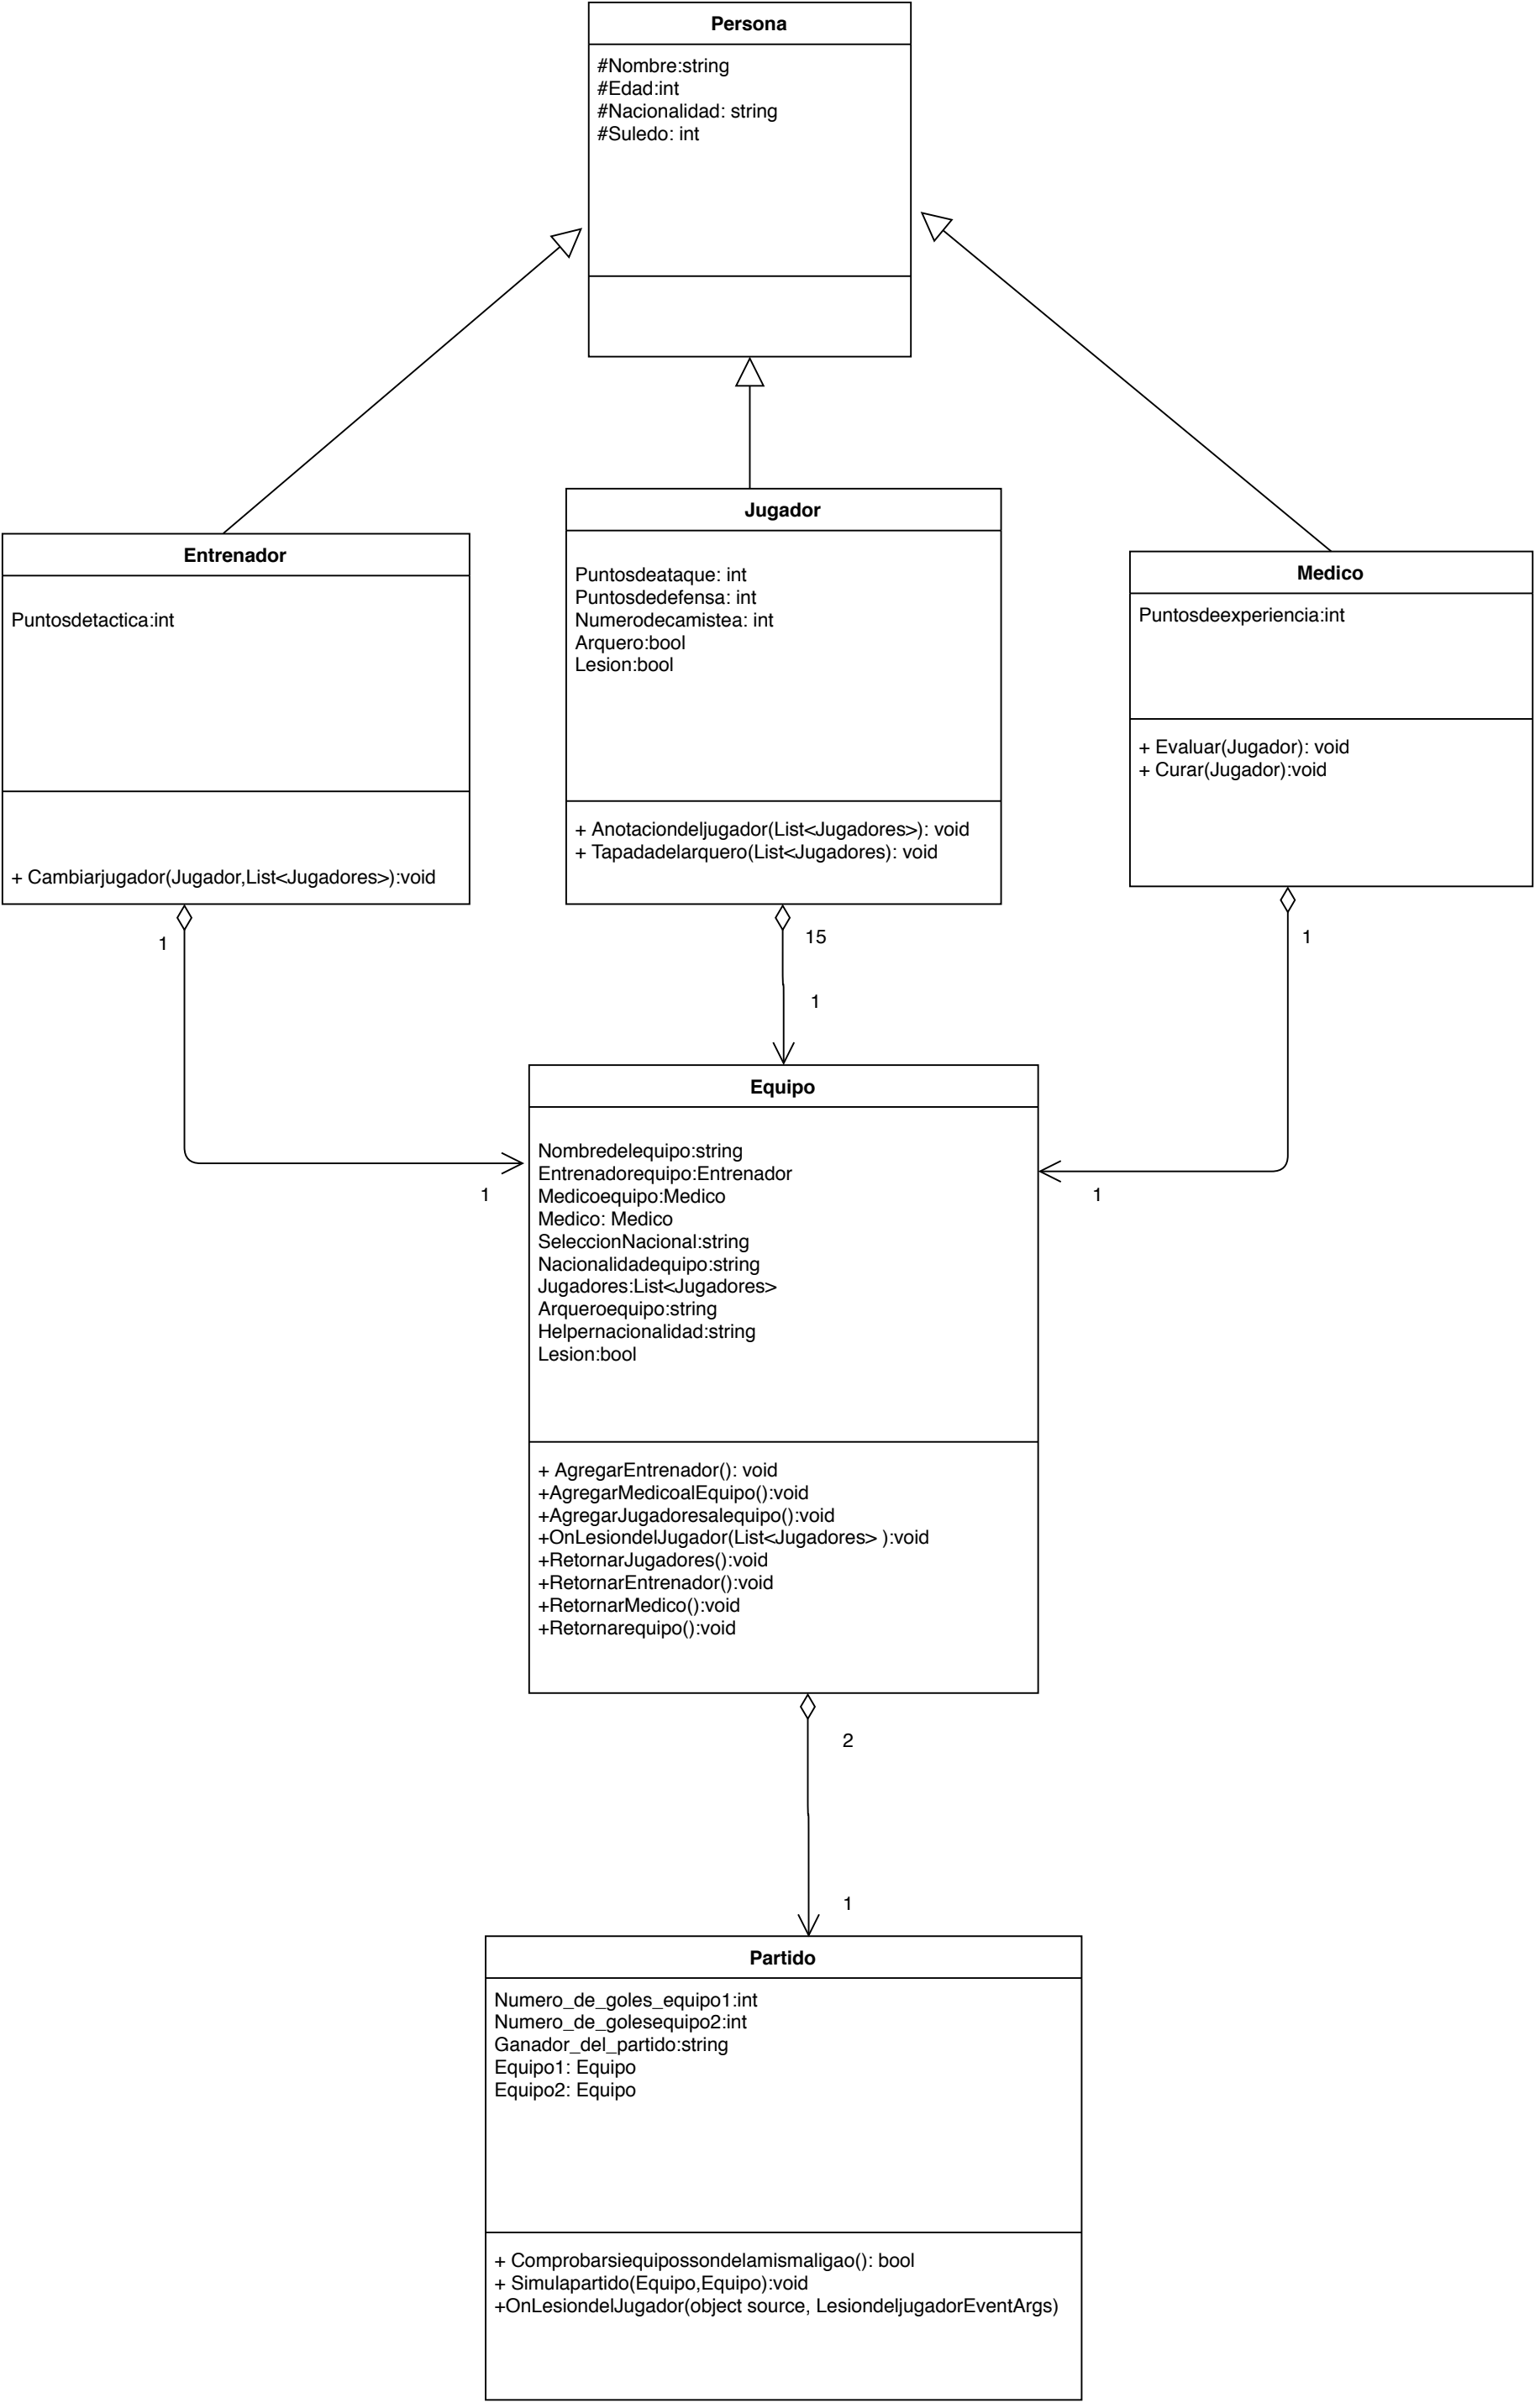 Persona
#Nombre:string
#Edad:int
#Nacionalidad: string
#Suledo: int
Entrenador
Puntosdetactica:int
+ Cambiarjugador(Jugador,List<Jugadores>):void
Jugador
Puntosdeataque: int
Puntosdedefensa: int
Numerodecamistea: int
Arquero:bool
Lesion:bool
+ Anotaciondeljugador(List<Jugadores>): void
+ Tapadadelarquero(List<Jugadores): void
Medico
Puntosdeexperiencia:int
+ Evaluar(Jugador): void
+ Curar(Jugador):void
1
15
1
1
1
1
Equipo
Nombredelequipo:string
Entrenadorequipo:Entrenador
Medicoequipo:Medico
Medico: Medico
SeleccionNacional:string
Nacionalidadequipo:string
Jugadores:List<Jugadores>
Arqueroequipo:string
Helpernacionalidad:string
Lesion:bool
+ AgregarEntrenador(): void
+AgregarMedicoalEquipo():void
+AgregarJugadoresalequipo():void
+OnLesiondelJugador(List<Jugadores> ):void
+RetornarJugadores():void
+RetornarEntrenador():void
+RetornarMedico():void
+Retornarequipo():void
2
1
Partido
Numero_de_goles_equipo1:int
Numero_de_golesequipo2:int
Ganador_del_partido:string
Equipo1: Equipo
Equipo2: Equipo
+ Comprobarsiequipossondelamismaligao(): bool
+ Simulapartido(Equipo,Equipo):void
+OnLesiondelJugador(object source, LesiondeljugadorEventArgs)